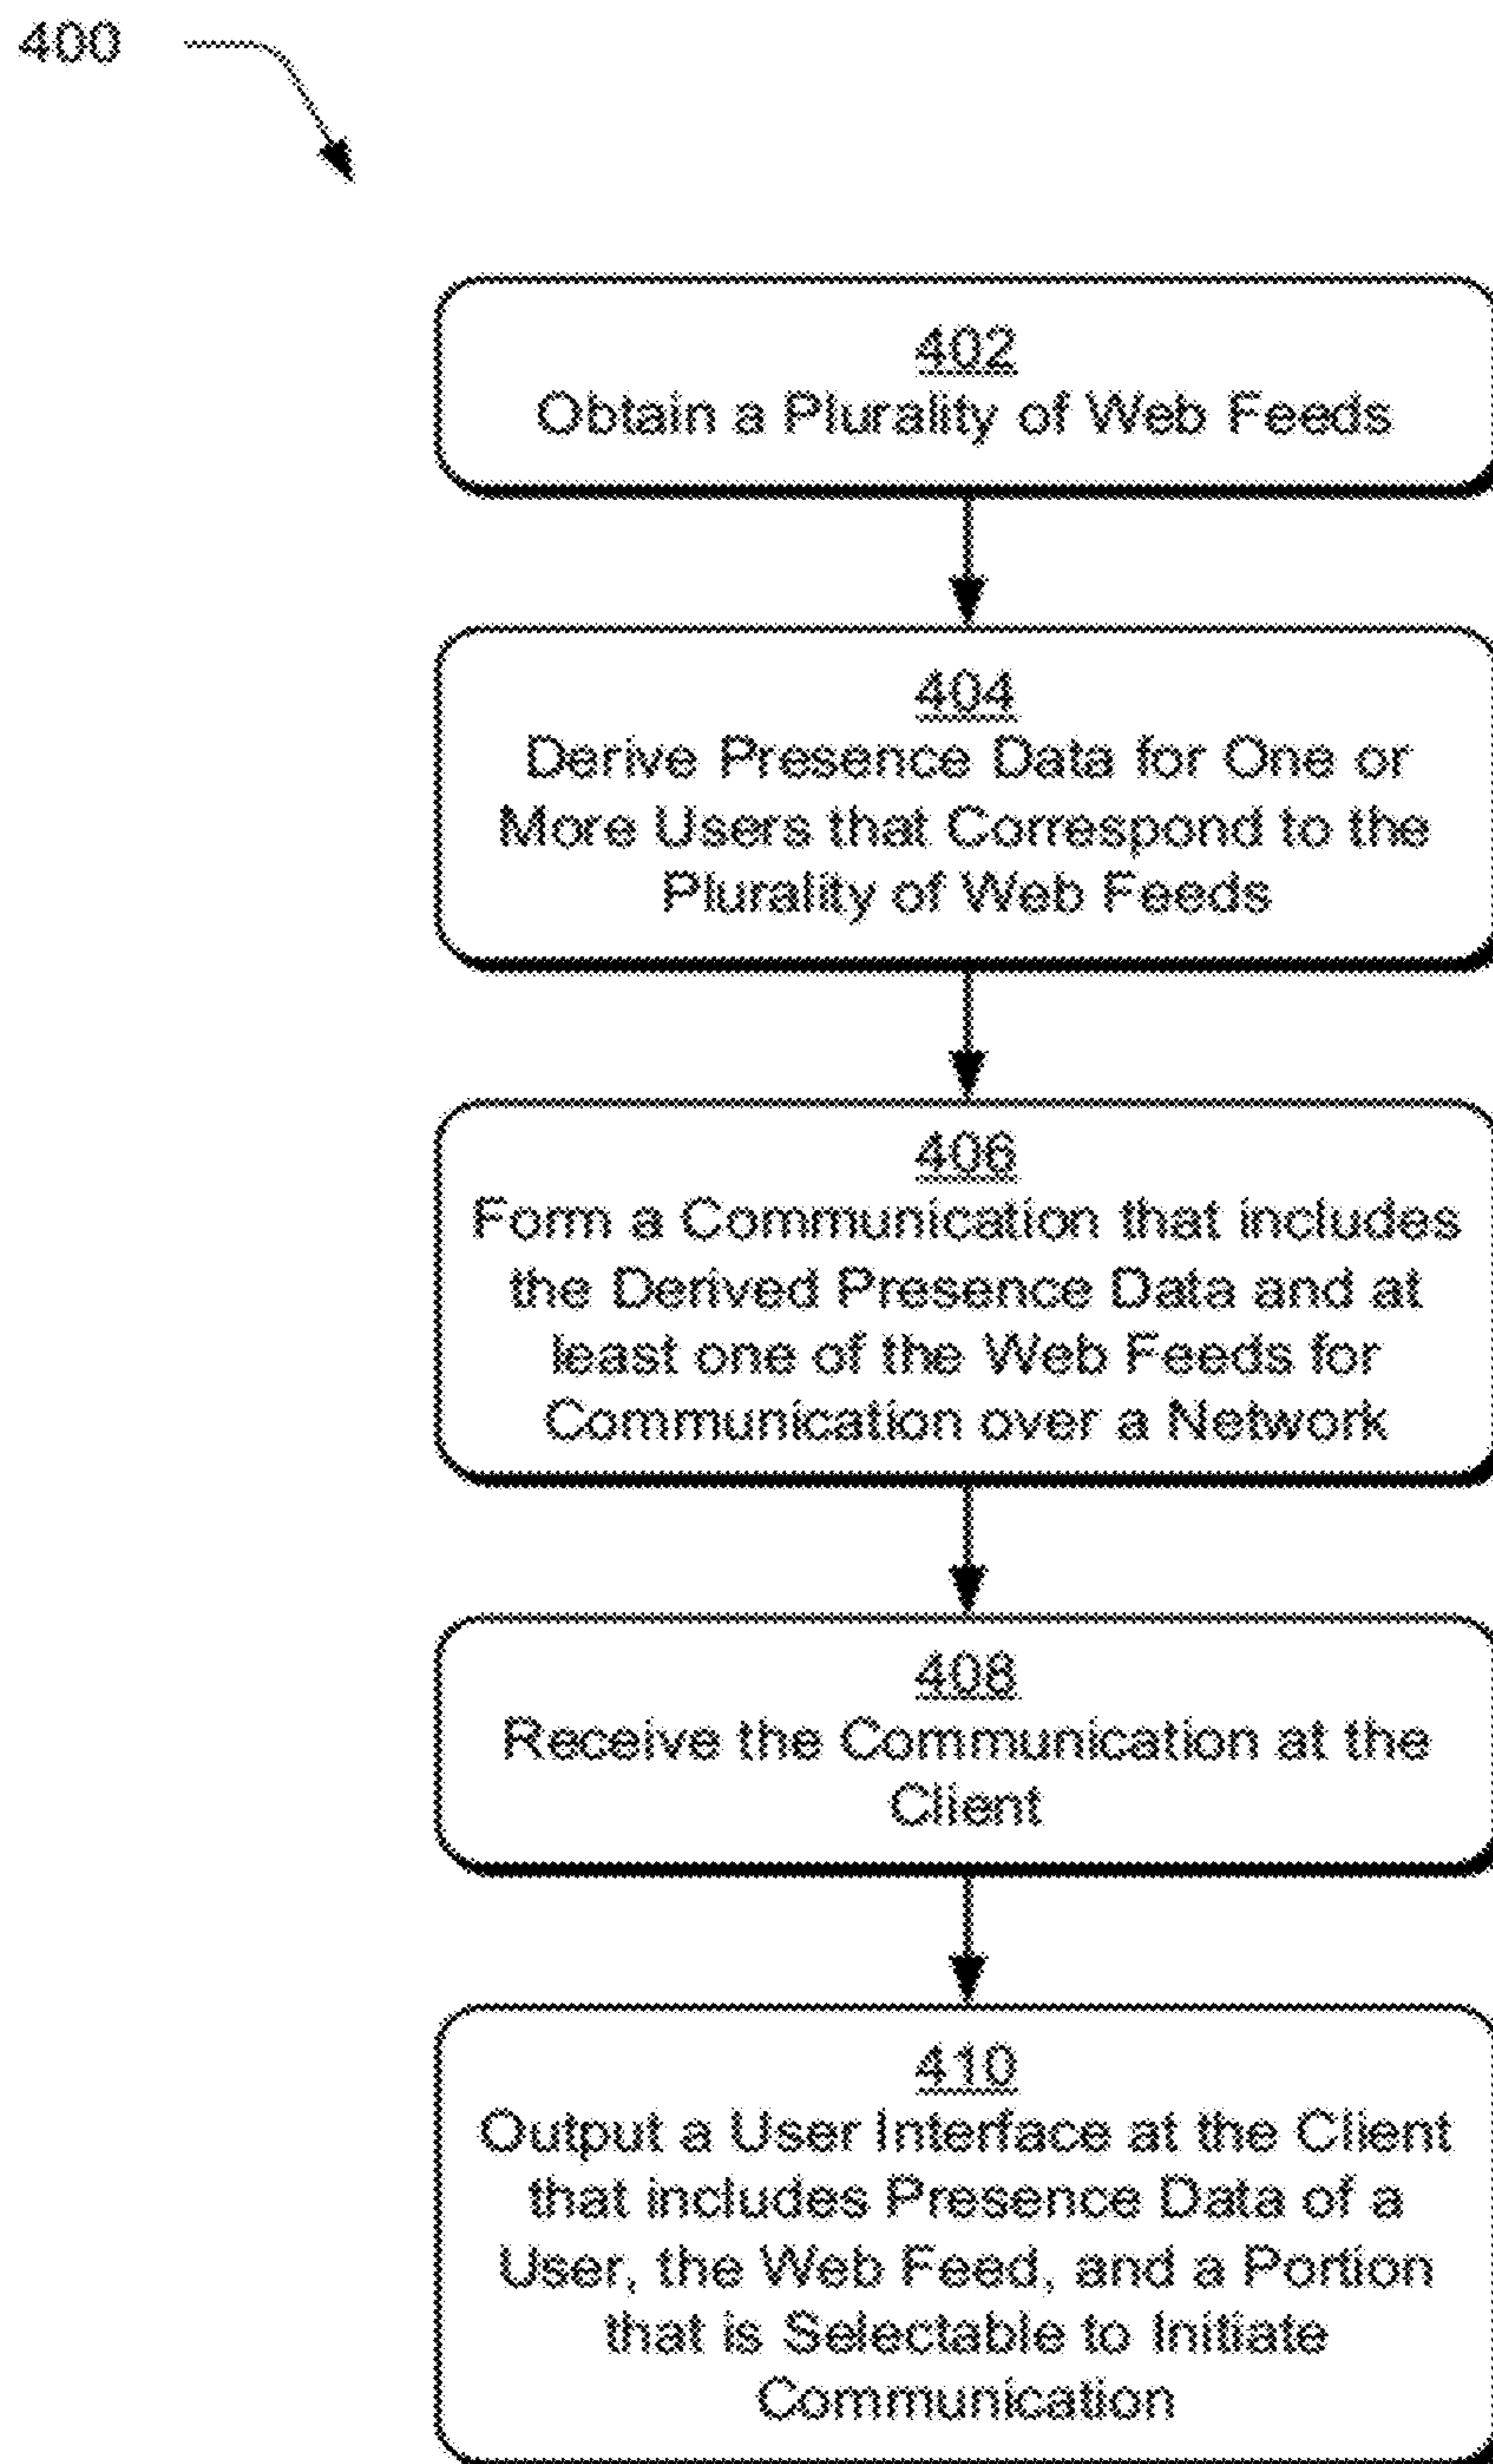 400
402
Obtain a Plurality of Web Feeds
404
Derive Presence Data for One or
More Users that Correspond to the
Plurality of Web Feeds
406
Form a Communication that includes
the Derived Presence Data and at
least one of the Web Feeds for
Communication over a Network
408
Receive the Communication at the
Client
410
Output a User Interface at the Client
that includes Presence Data of a
User, the Web Feed, and a Portion
that is Selectable to Initiate
Communication